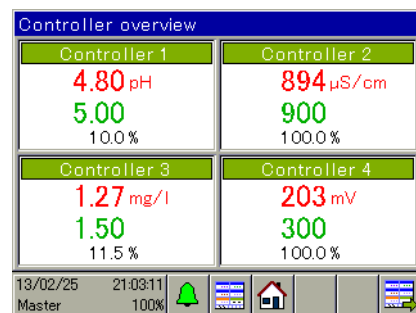 Controller overview
Controller 1
4.80 pH
5.00
10.0 %
Controller 2
894 µS/cm
900
100.0 %
Controller 3
1.27 mg/l
1.50
11.5 %
Controller 4
203 mV
300
100.0 %
13/02/25 21:03:11
Master 100%